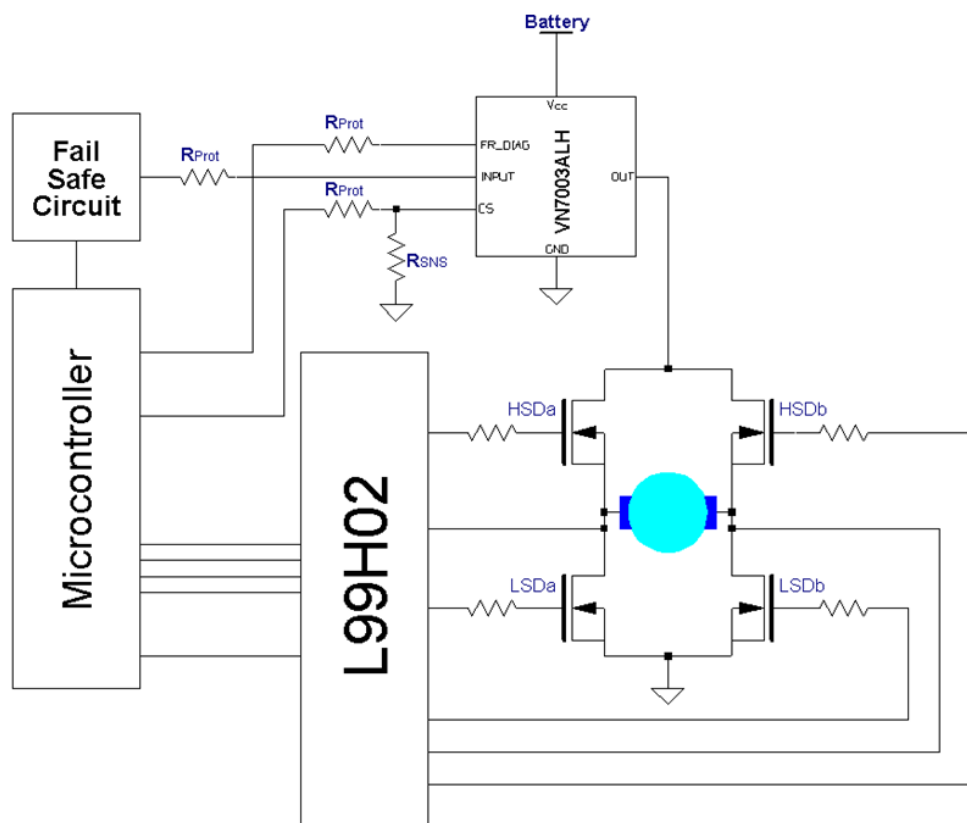 Battery
Vcc
Fail
Safe
Circuit
RProt
RProt
RProt
RSNS
FR_DIAG
INPUT
CS
OUT
GND
VN7003ALH
Microcontroller
L99H02
HSDa
HSDb
LSDa
LSDb